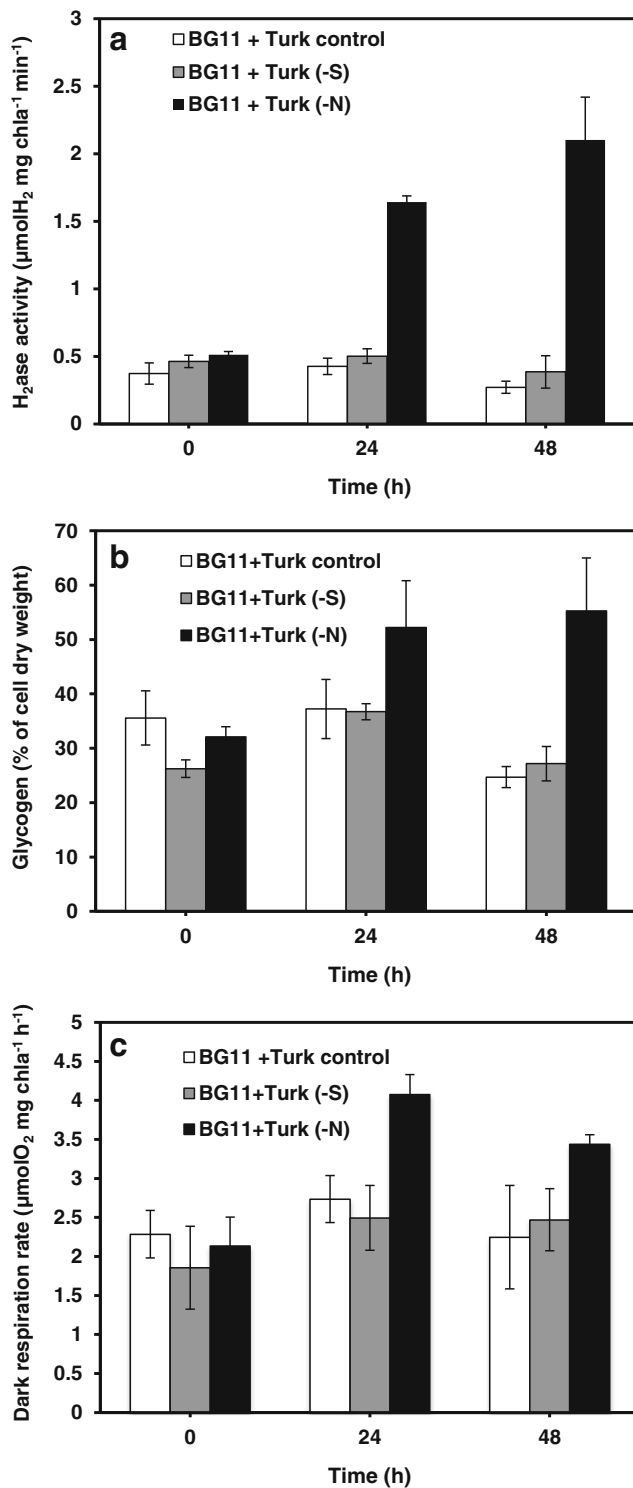 a
BG11 + Turk control
BG11 + Turk (-S)
BG11 + Turk (-N)
H₂ase activity (µmolH₂ mg chla⁻¹ min⁻¹)
3
2.5
2
1.5
1
0.5
0
0 24 48
Time (h)
b
BG11+Turk control
BG11+Turk (-S)
BG11+Turk (-N)
Glycogen (% of cell dry weight)
70
60
50
40
30
20
10
0
0 24 48
Time (h)
c
BG11 +Turk control
BG11+Turk (-S)
BG11+Turk (-N)
Dark respiration rate (µmolO₂ mg chla⁻¹ h⁻¹)
5
4.5
4
3.5
3
2.5
2
1.5
1
0.5
0
0 24 48
Time (h)